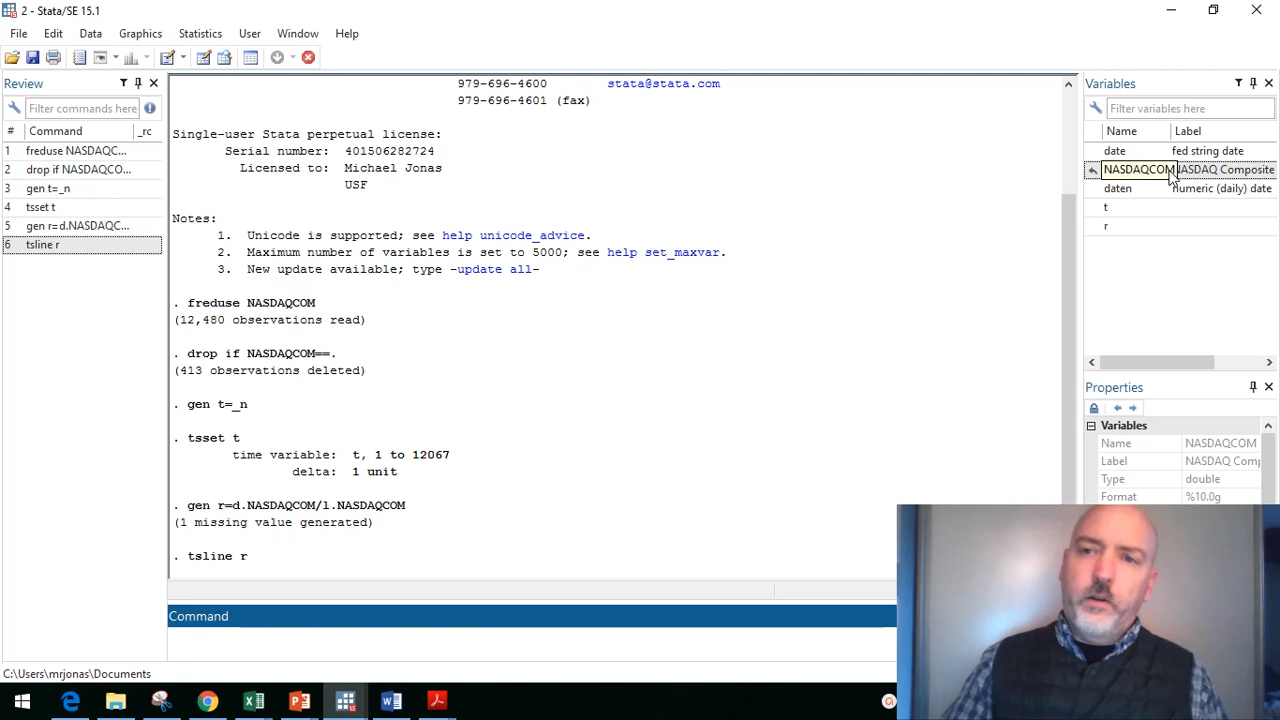 2 - Stata/SE 15.1
File Edit Data Graphics Statistics User Window Help
Review
Filter commands here
# Command _rc
1 freduse NASDAQC...
2 drop if NASDAQCO...
3 gen t=_n
4 tsset t
5 gen r=d.NASDAQC...
6 tsline r
979-696-4600 stata@stata.com
979-696-4601 (fax)
Single-user Stata perpetual license:
Serial number: 401506282724
Licensed to: Michael Jonas
USF
Notes:
1. Unicode is supported; see help unicode_advice.
2. Maximum number of variables is set to 5000; see help set_maxvar.
3. New update available; type -update all-
. freduse NASDAQCOM
(12,480 observations read)
. drop if NASDAQCOM==.
(413 observations deleted)
. gen t=_n
. tsset t
time variable: t, 1 to 12067
delta: 1 unit
. gen r=d.NASDAQCOM/l.NASDAQCOM
(1 missing value generated)
. tsline r
Command
C:\Users\mrjonas\Documents
Variables
Filter variables here
Name Label
date fed string date
NASDAQCOM NASDAQ Composite
daten numeric (daily) date
t
r
Properties
Variables
Name NASDAQCOM
Label NASDAQ Comp
Type double
Format %10.0g